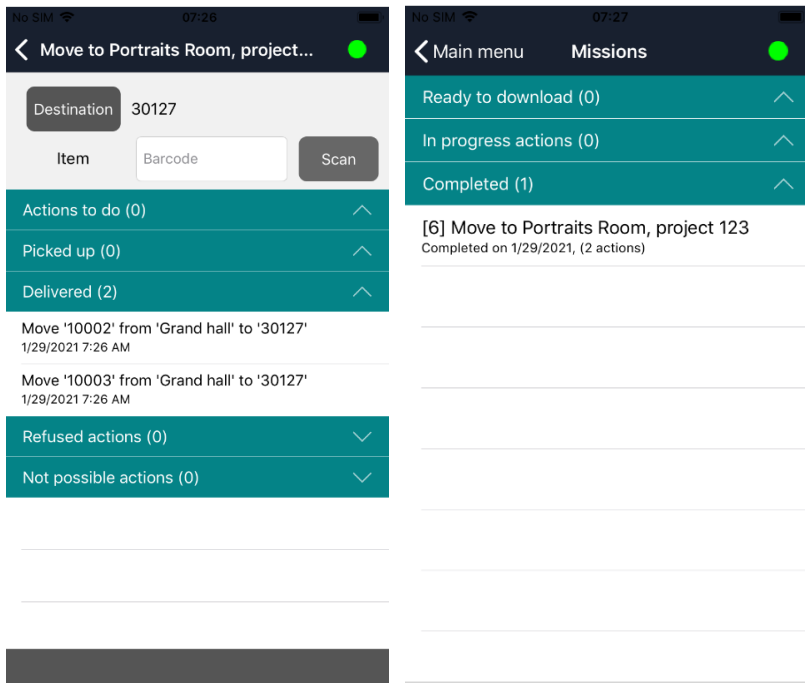 No SIM 07:26
Move to Portraits Room, project...
Destination 30127
Item Barcode Scan
Actions to do (0)
Picked up (0)
Delivered (2)
Move '10002' from 'Grand hall' to '30127'
1/29/2021 7:26 AM
Move '10003' from 'Grand hall' to '30127'
1/29/2021 7:26 AM
Refused actions (0)
Not possible actions (0)
No SIM 07:27
Main menu Missions
Ready to download (0)
In progress actions (0)
Completed (1)
[6] Move to Portraits Room, project 123
Completed on 1/29/2021, (2 actions)